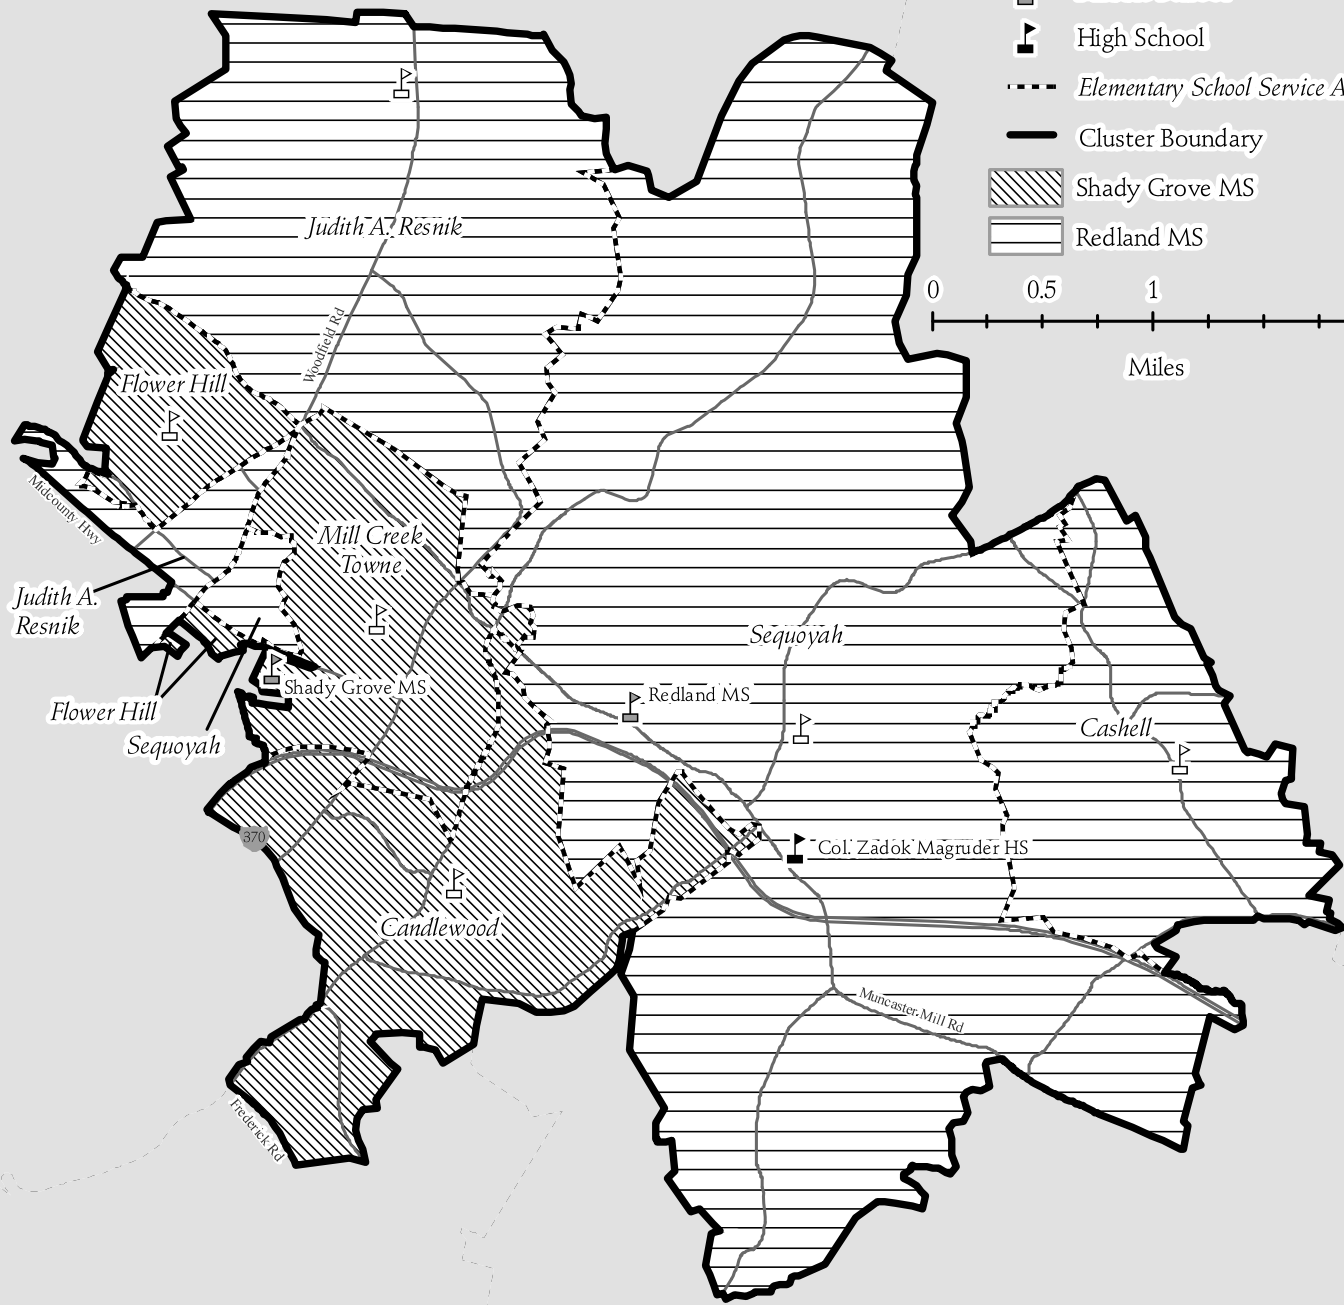 High School
Elementary School Service A
Cluster Boundary
Shady Grove MS
Redland MS
0 0.5 1
Miles
Judith A. Resnik
Woodfield Rd
Flower Hill
Midcounty Hwy
Mill Creek
Towne
Judith A.
Resnik
Sequoyah
Shady Grove MS
Redland MS
Flower Hill
Sequoyah
Cashell
370
Col. Zadok Magruder HS
Candlewood
Muncaster Mill Rd
Frederick Rd